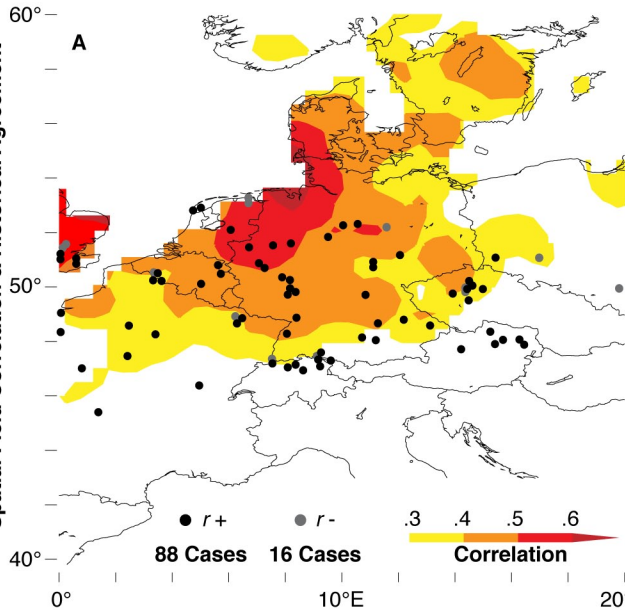 60°
A
50°
40°
r +
r -
88 Cases
16 Cases
.3 .4 .5 .6
Correlation
0°
10°E
20